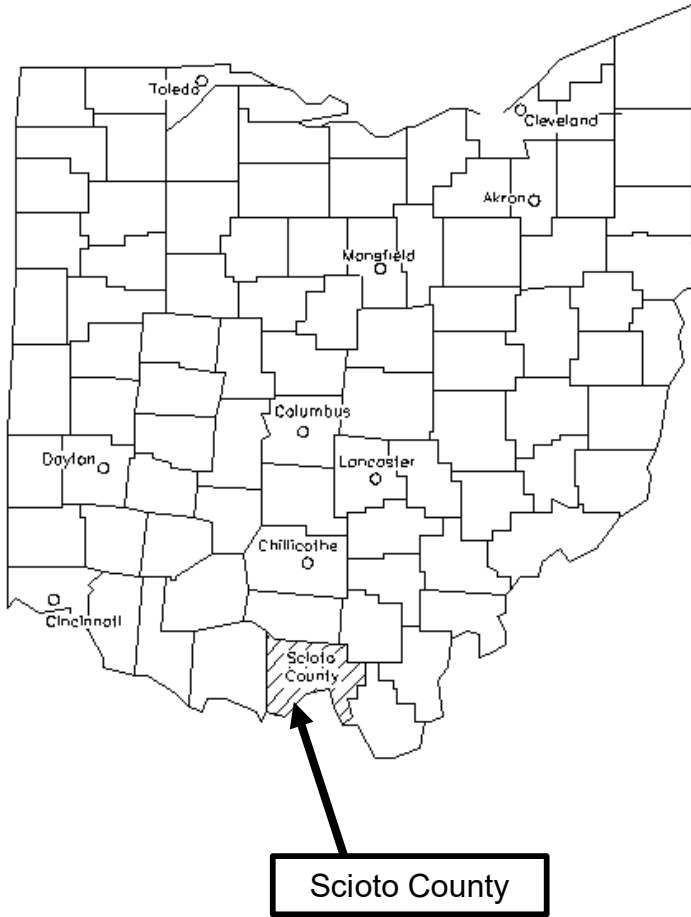 Toledo
Cleveland
Akron
Mansfield
Columbus
Dayton
Lancaster
Chillicothe
Cincinnati
Scioto
County
Scioto County